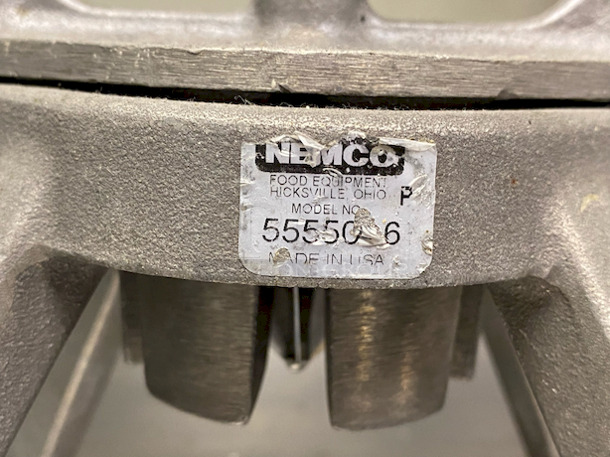 NEMCO
FOOD EQUIPMENT
HICKSVILLE, OHIO P
MODEL NO.
55550-6
MADE IN USA